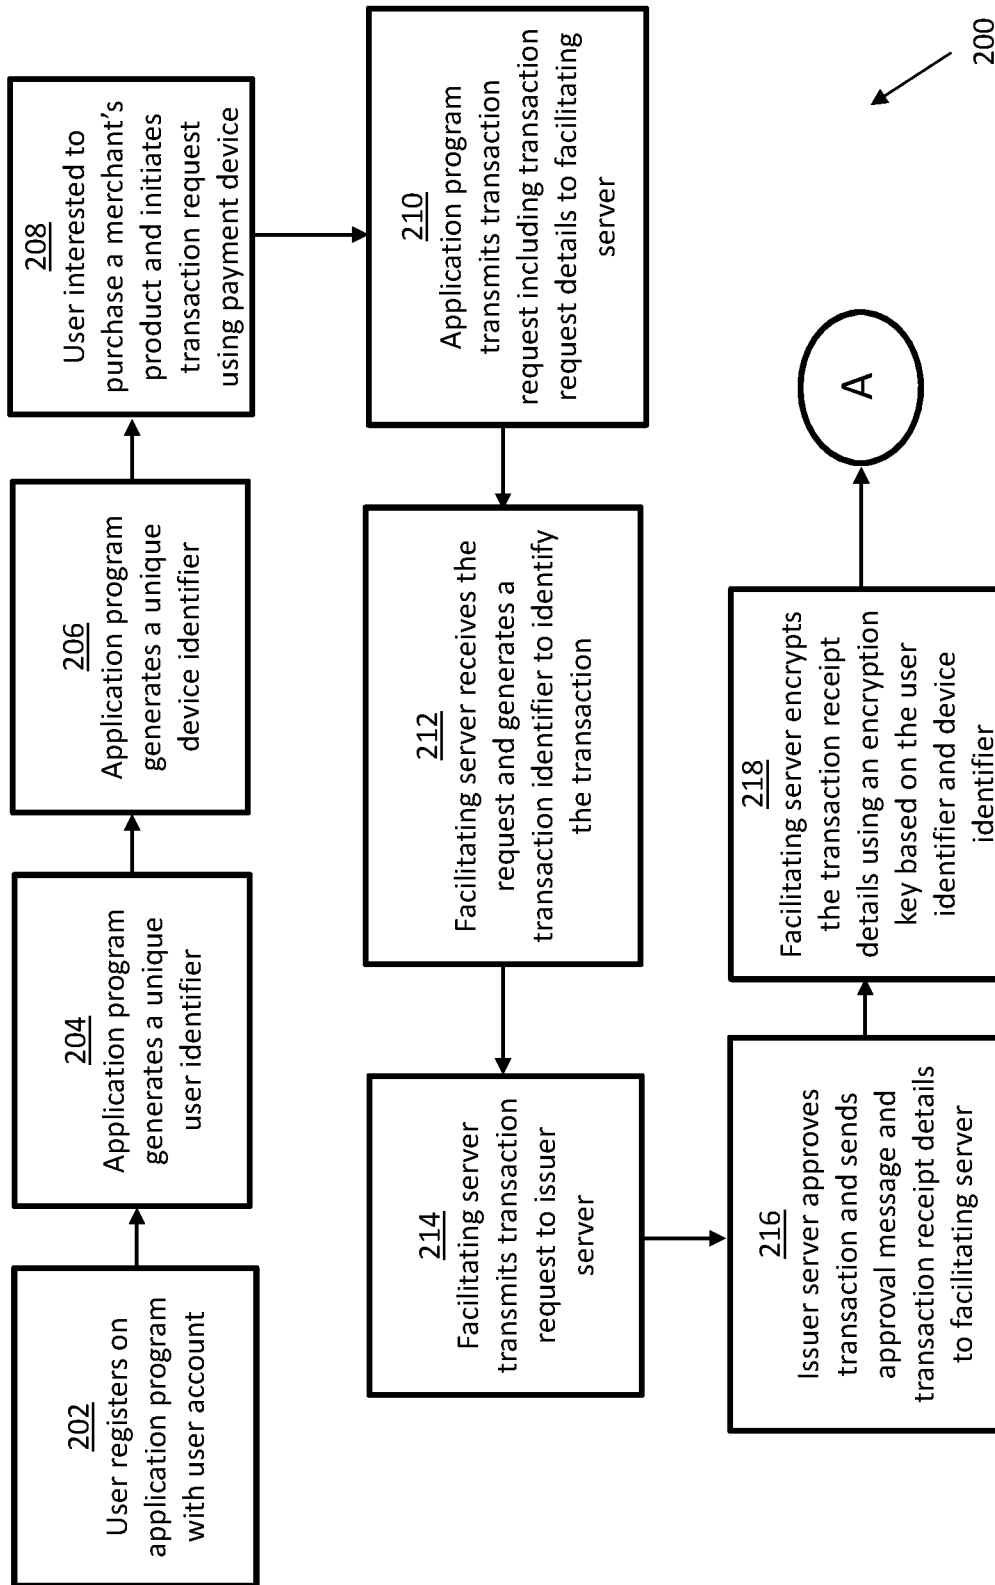 202
User registers on
application program
with user account
204
Application program
generates a unique
user identifier
206
Application program
generates a unique
device identifier
208
User interested to
purchase a merchant's
product and initiates
transaction request
using payment device
210
Application program
transmits transaction
request including transaction
request details to facilitating
server
212
Facilitating server receives the
request and generates a
transaction identifier to identify
the transaction
214
Facilitating server
transmits transaction
request to issuer
server
216
Issuer server approves
transaction and sends
approval message and
transaction receipt details
to facilitating server
218
Facilitating server encrypts
the transaction receipt
details using an encryption
key based on the user
identifier and device
identifier
A
200